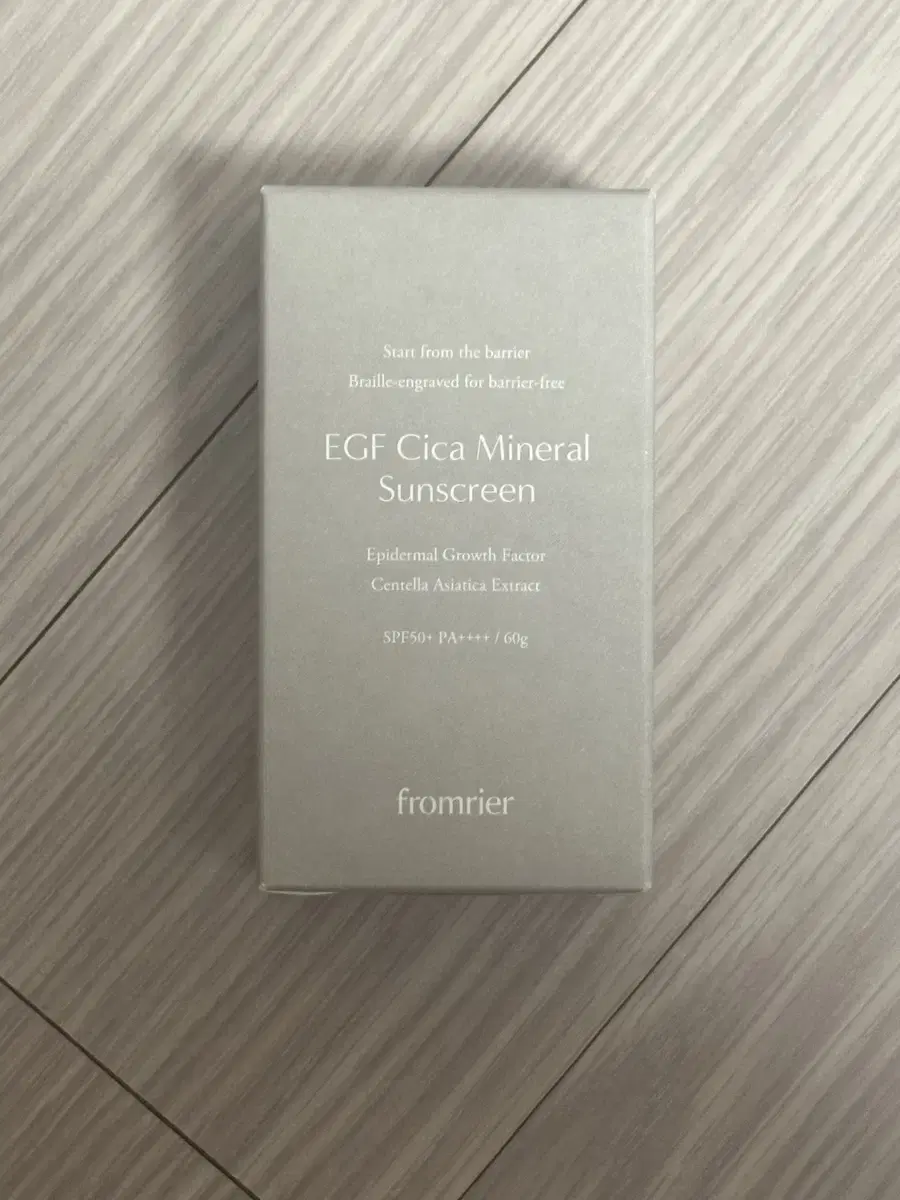 Start from the barrier
Braille-engraved for barrier-free
EGF Cica Mineral
Sunscreen
Epidermal Growth Factor
Centella Asiatica Extract
SPF50+ PA++++ / 60g
fromrier